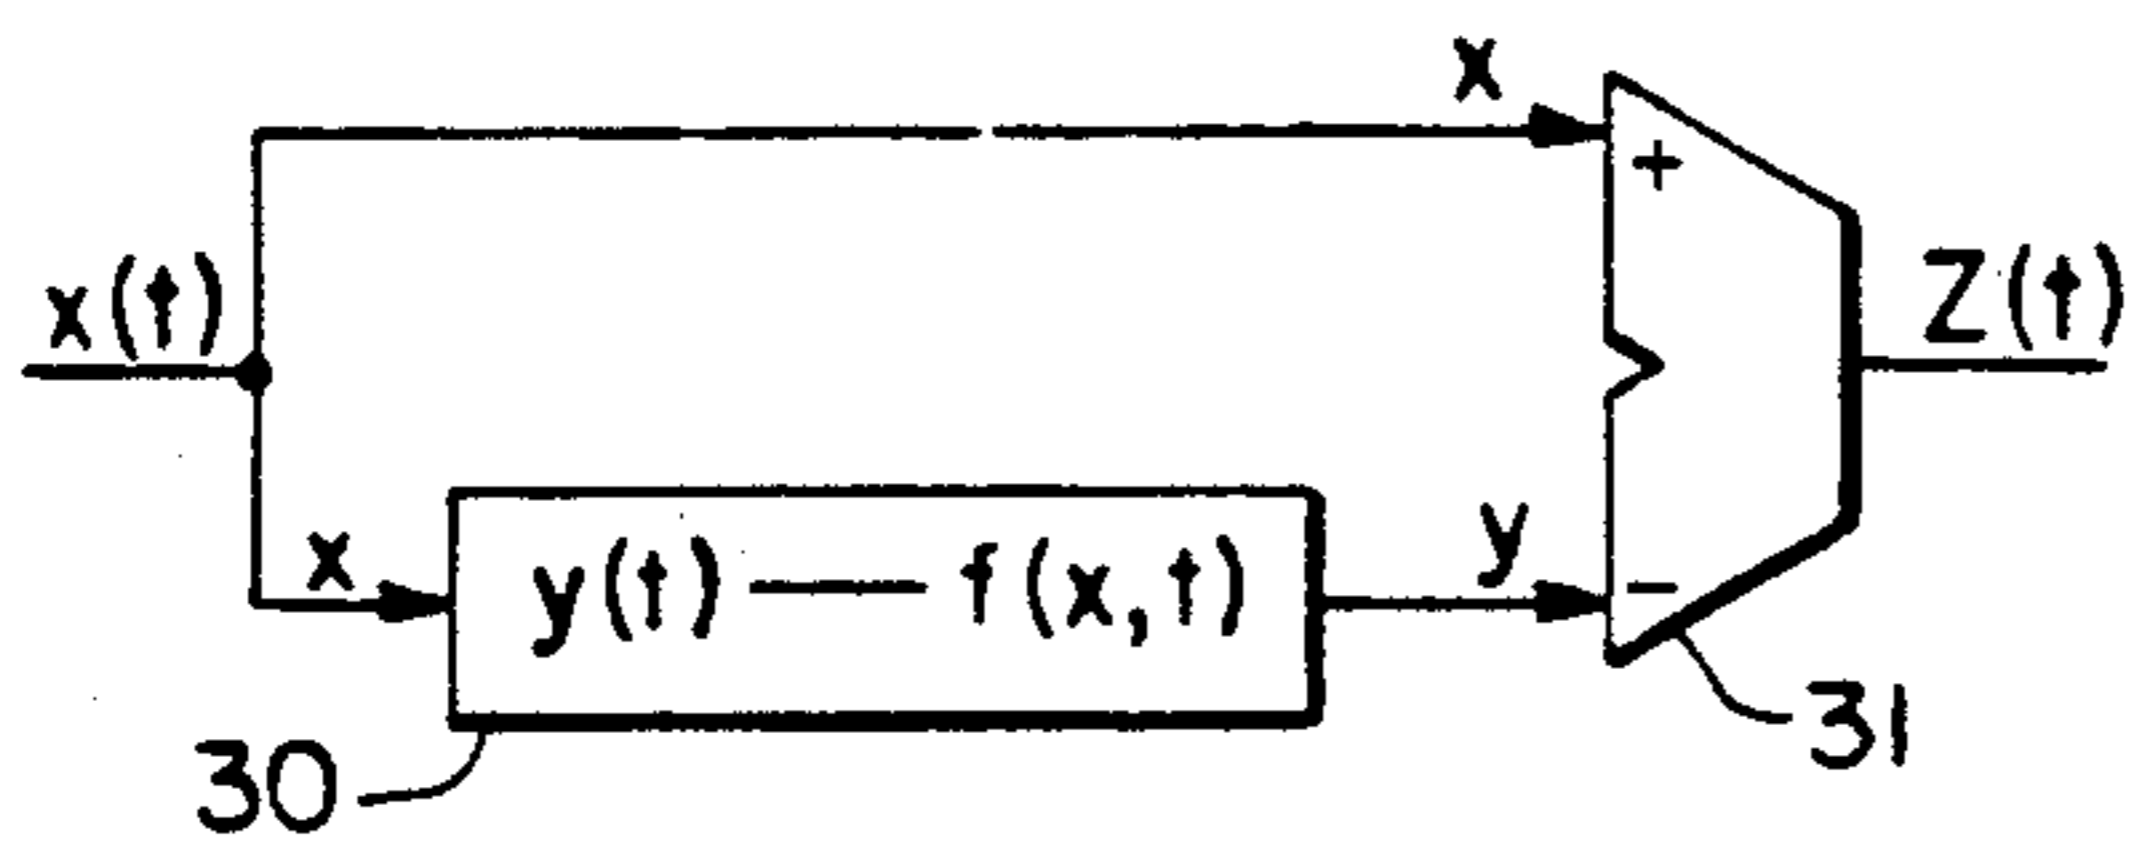 x
+
x(t)
Z(t)
x
y(t) — f(x,t)
y
−
30
31